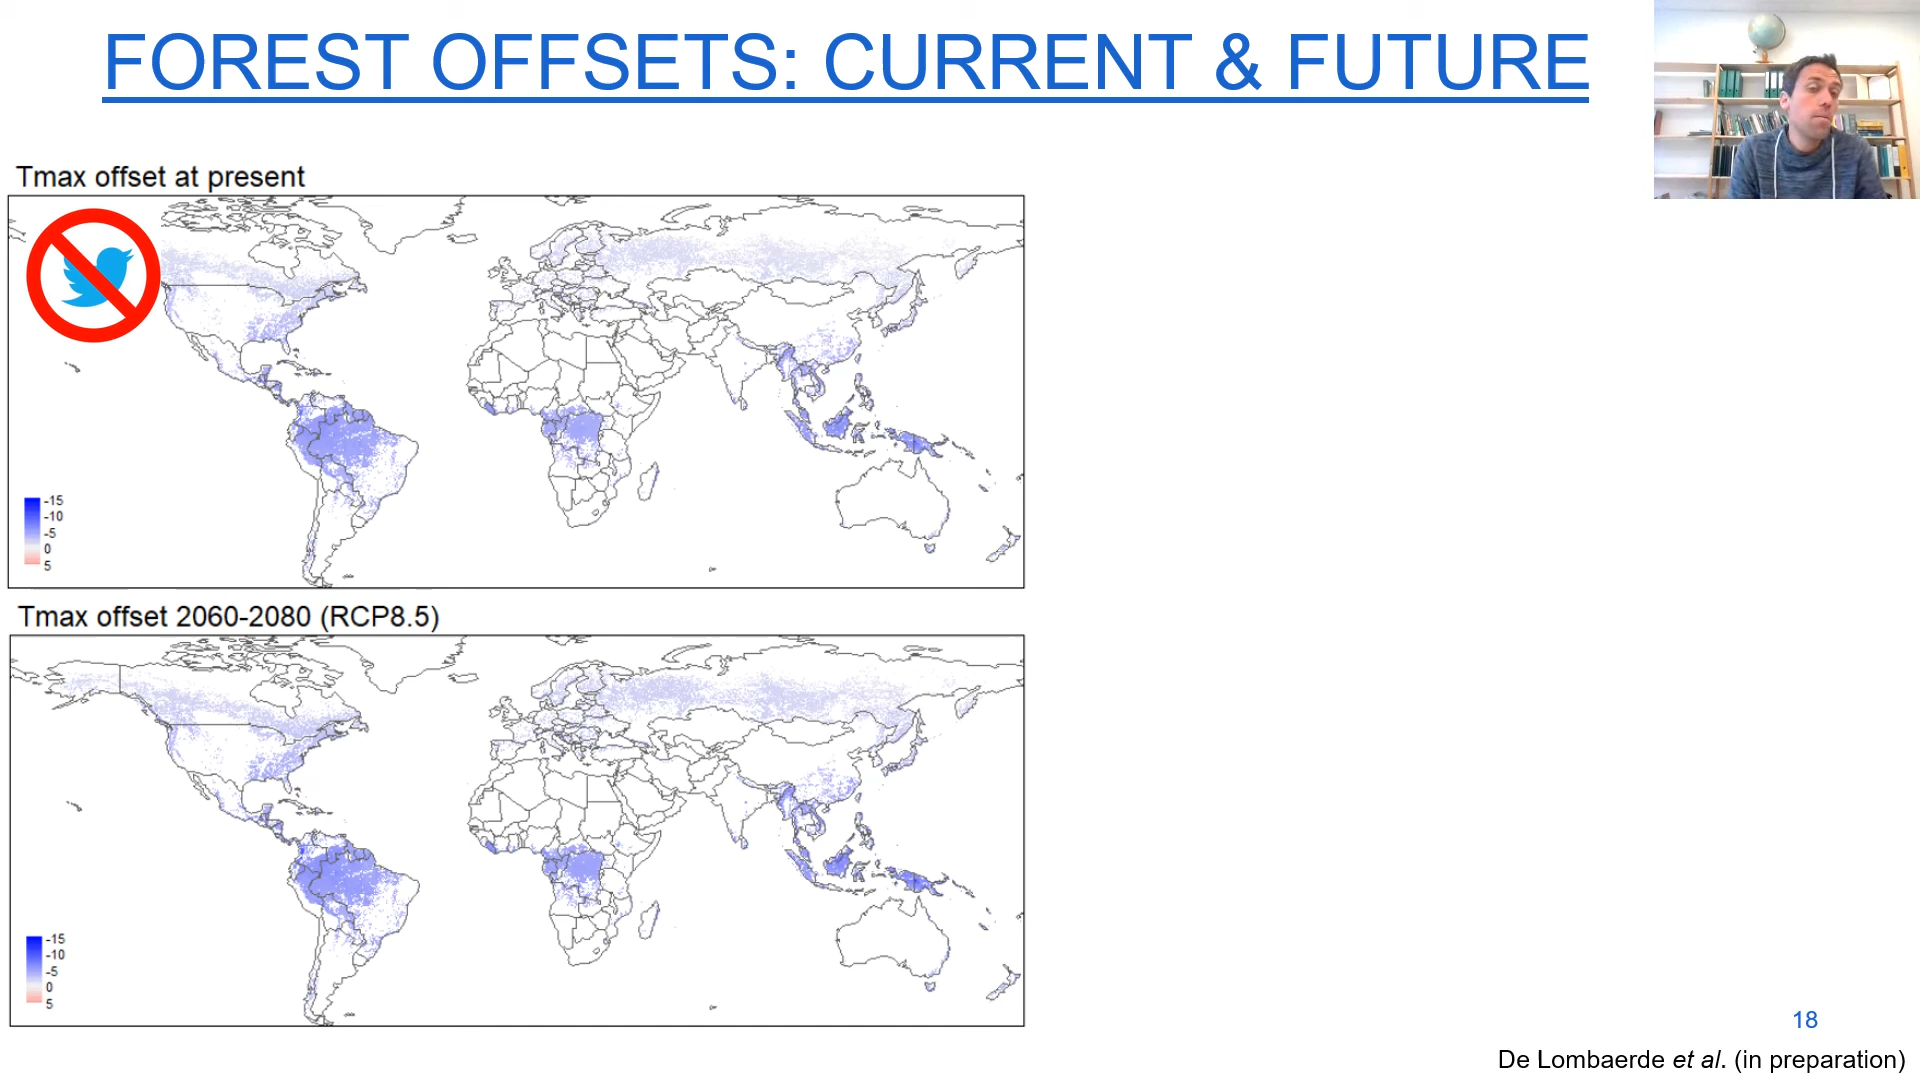 FOREST OFFSETS: CURRENT & FUTURE
Tmax offset at present
-15
-10
-5
0
5
Tmax offset 2060-2080 (RCP8.5)
-15
-10
-5
0
5
18
De Lombaerde et al. (in preparation)